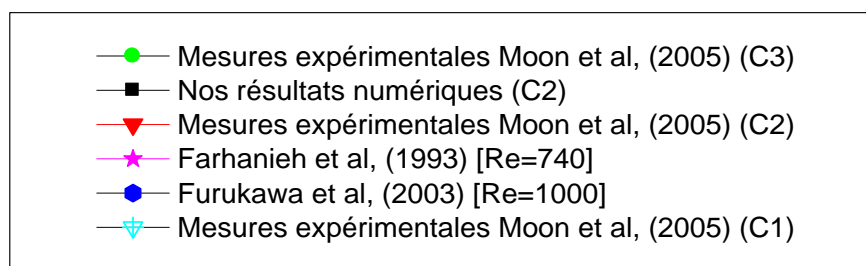 Mesures expérimentales Moon et al, (2005) (C3)
Nos résultats numériques (C2)
Mesures expérimentales Moon et al, (2005) (C2)
Farhanieh et al, (1993) [Re=740]
Furukawa et al, (2003) [Re=1000]
Mesures expérimentales Moon et al, (2005) (C1)